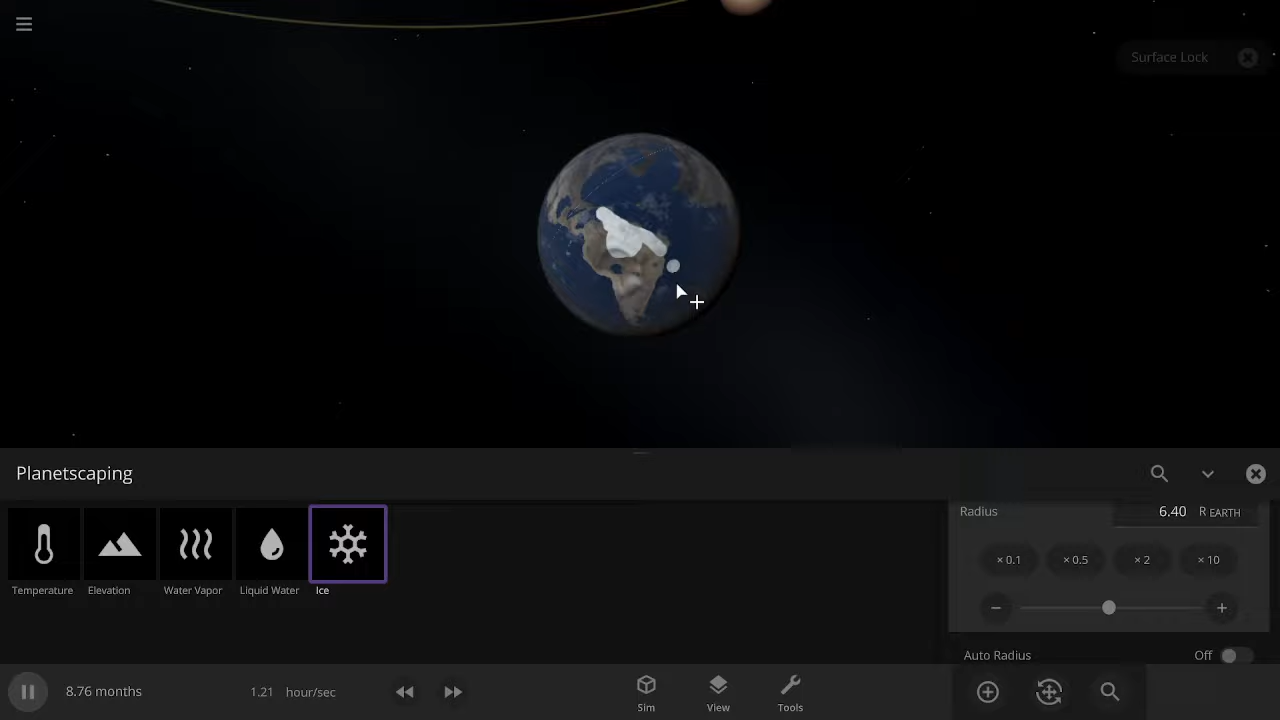 Surface Lock
Planetscaping
Radius 6.40 R EARTH
× 0.1 × 0.5 × 2 × 10
Temperature Elevation Water Vapor Liquid Water Ice
Auto Radius Off
8.76 months 1.21 hour/sec
Sim View Tools